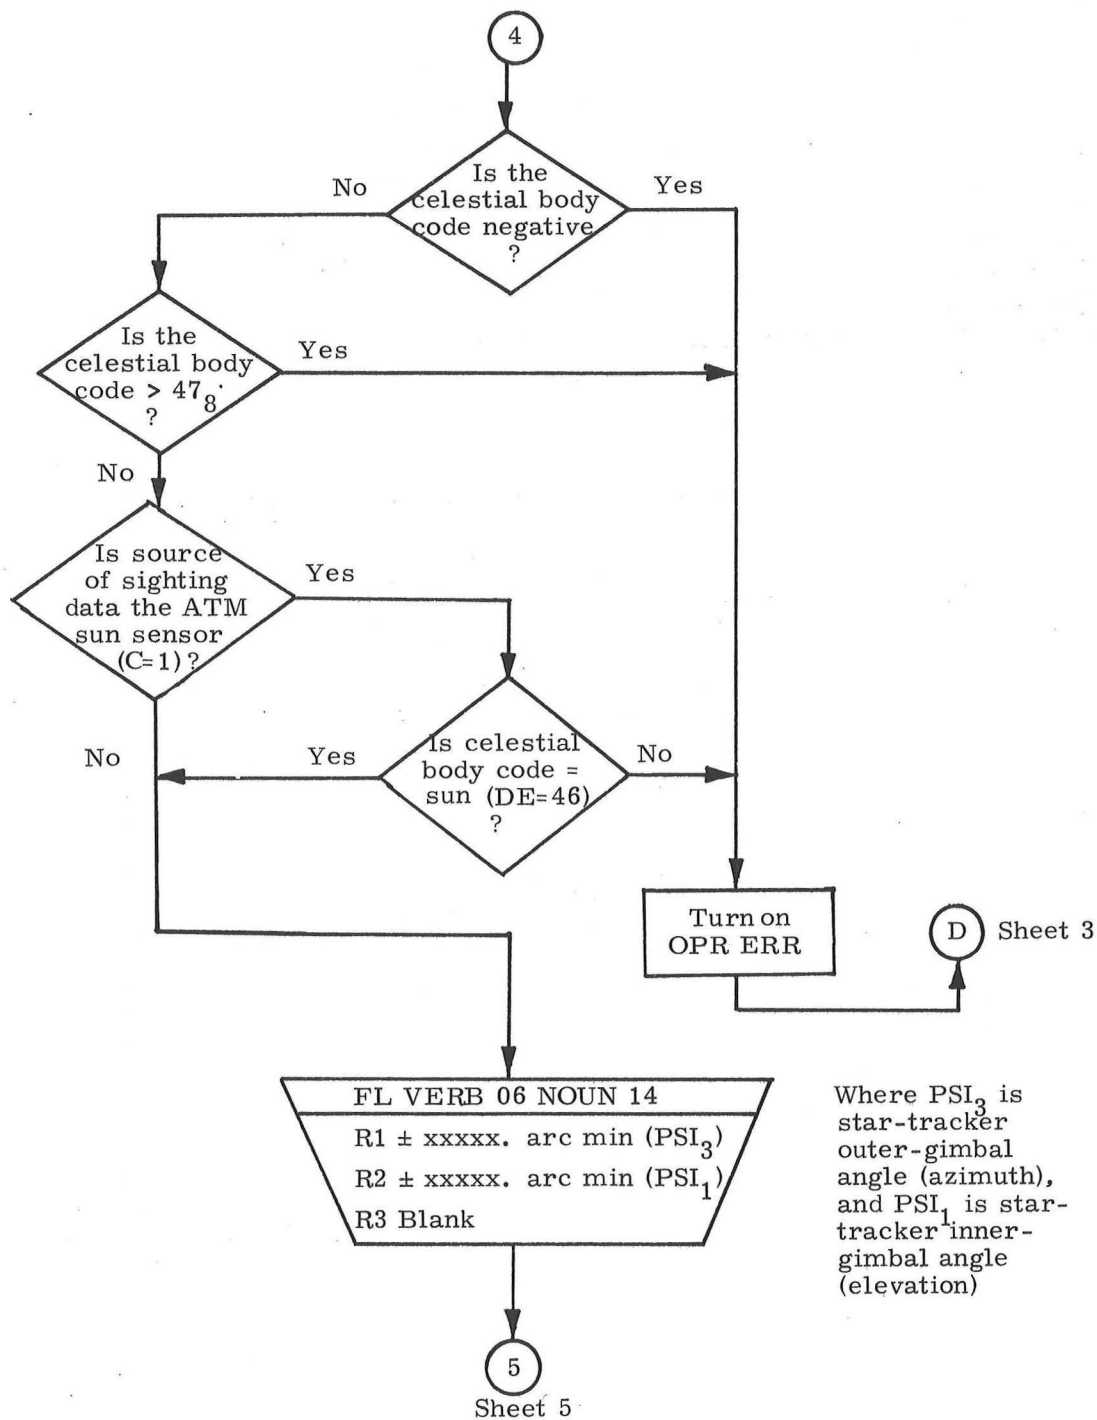 4
Is the
celestial body
code negative
?
No
Yes
Is the
celestial body
code > 47₈
?
Yes
No
Is source
of sighting
data the ATM
sun sensor
(C=1)?
Yes
No
Is celestial
body code =
sun (DE=46)
?
Yes
No
Turn on
OPR ERR
D
Sheet 3
FL VERB 06 NOUN 14
R1 ± xxxxx. arc min (PSI₃)
R2 ± xxxxx. arc min (PSI₁)
R3 Blank
Where PSI₃ is
star-tracker
outer-gimbal
angle (azimuth),
and PSI₁ is star-
tracker inner-
gimbal angle
(elevation)
5
Sheet 5